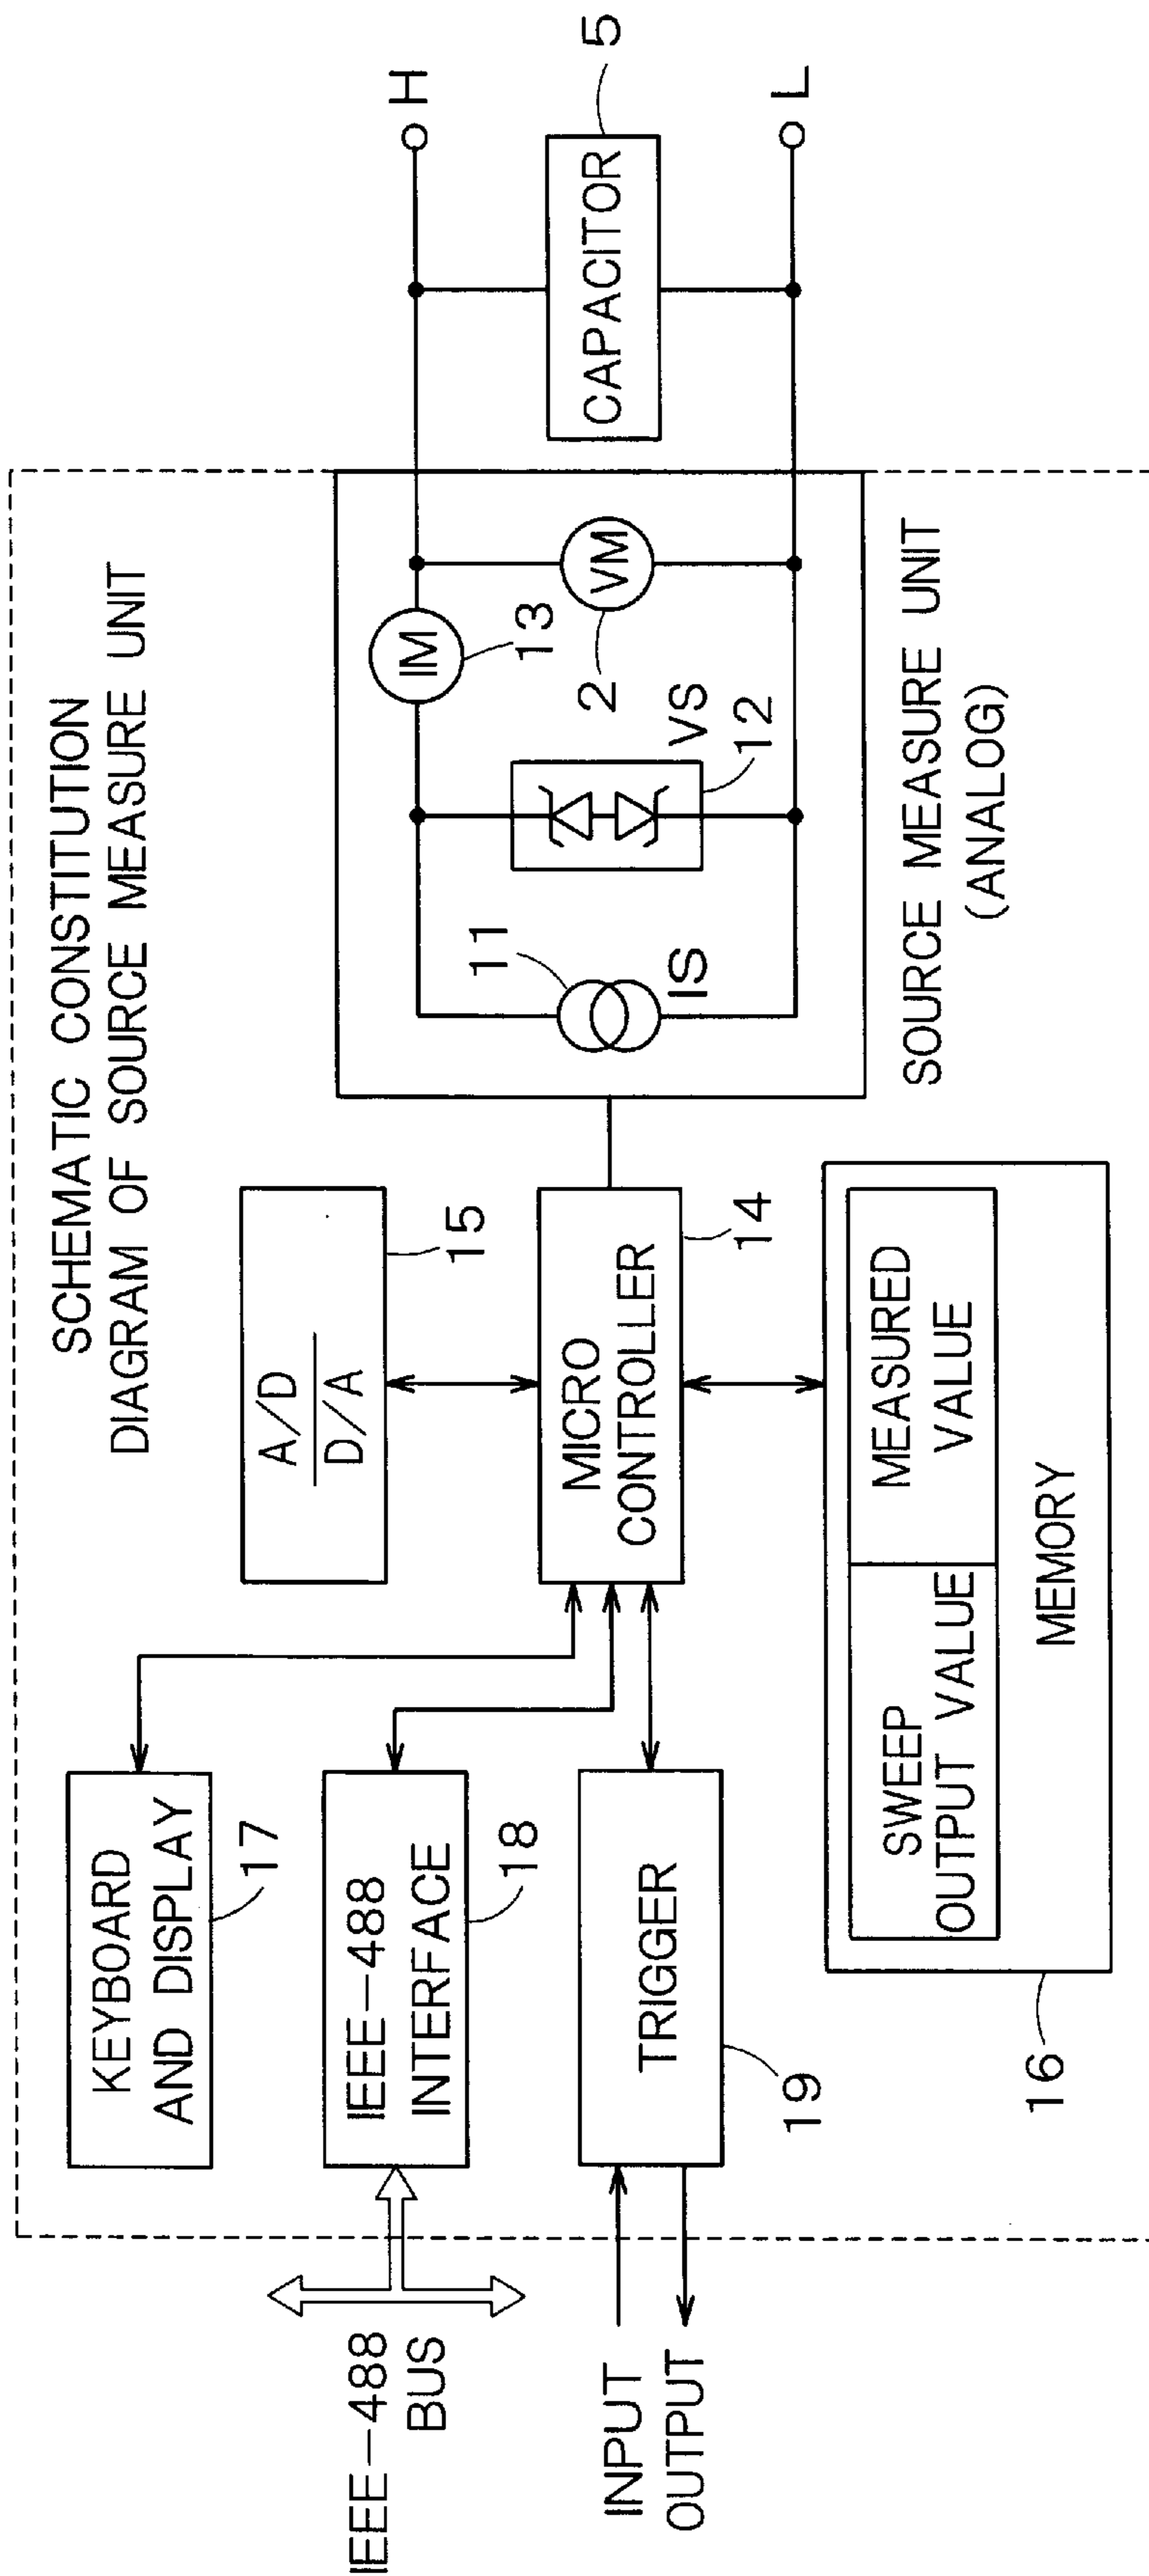 SCHEMATIC CONSTITUTION
DIAGRAM OF SOURCE MEASURE UNIT
KEYBOARD
AND DISPLAY
17
IEEE-488
BUS
IEEE-488
INTERFACE
18
INPUT
OUTPUT
TRIGGER
19
A/D
D/A
15
MICRO
CONTROLLER
14
SWEEP
OUTPUT VALUE
MEASURED
VALUE
MEMORY
16
11
IS
VS
12
IM
13
VM
2
SOURCE MEASURE UNIT
(ANALOG)
CAPACITOR
5
H
L